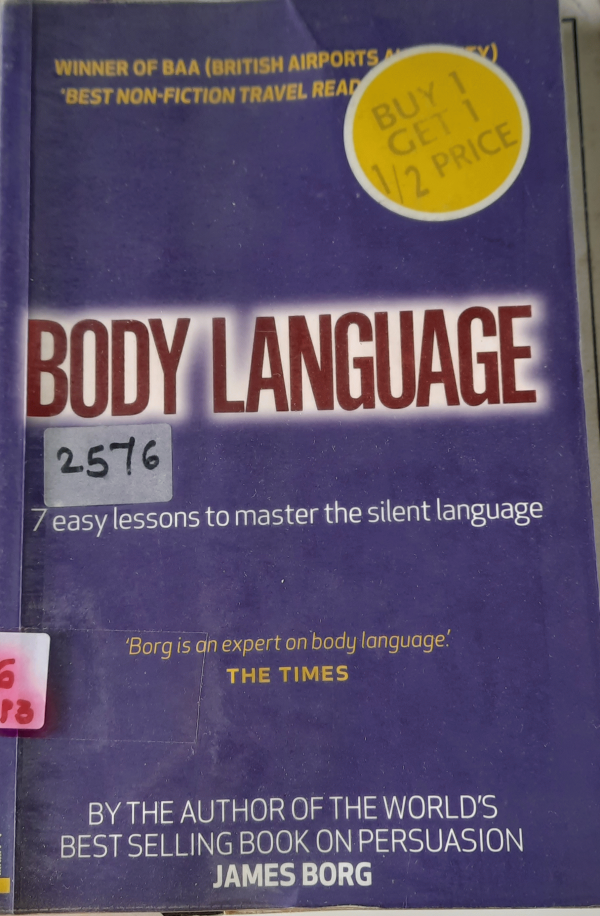 WINNER OF BAA (BRITISH AIRPORTS
'BEST NON-FICTION TRAVEL READ
BUY 1
GET 1
1/2 PRICE
BODY LANGUAGE
2576
7 easy lessons to master the silent language
'Borg is an expert on body language.'
THE TIMES
6
BY THE AUTHOR OF THE WORLD'S
BEST SELLING BOOK ON PERSUASION
JAMES BORG